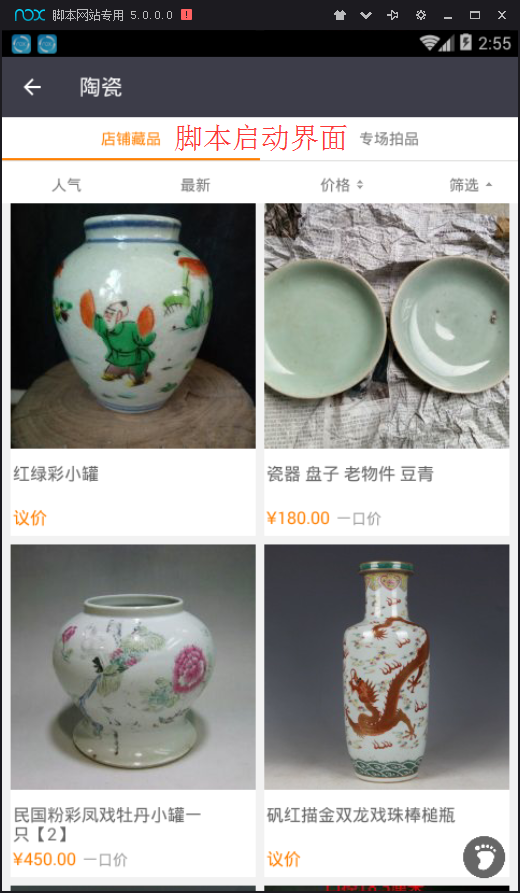 nox 脚本网站专用 5.0.0.0
2:55
陶瓷
店铺藏品 脚本启动界面 专场拍品
人气 最新 价格 筛选
红绿彩小罐
议价
瓷器 盘子 老物件 豆青
¥180.00 一口价
民国粉彩凤戏牡丹小罐一
只【2】
¥450.00 一口价
矾红描金双龙戏珠棒槌瓶
议价